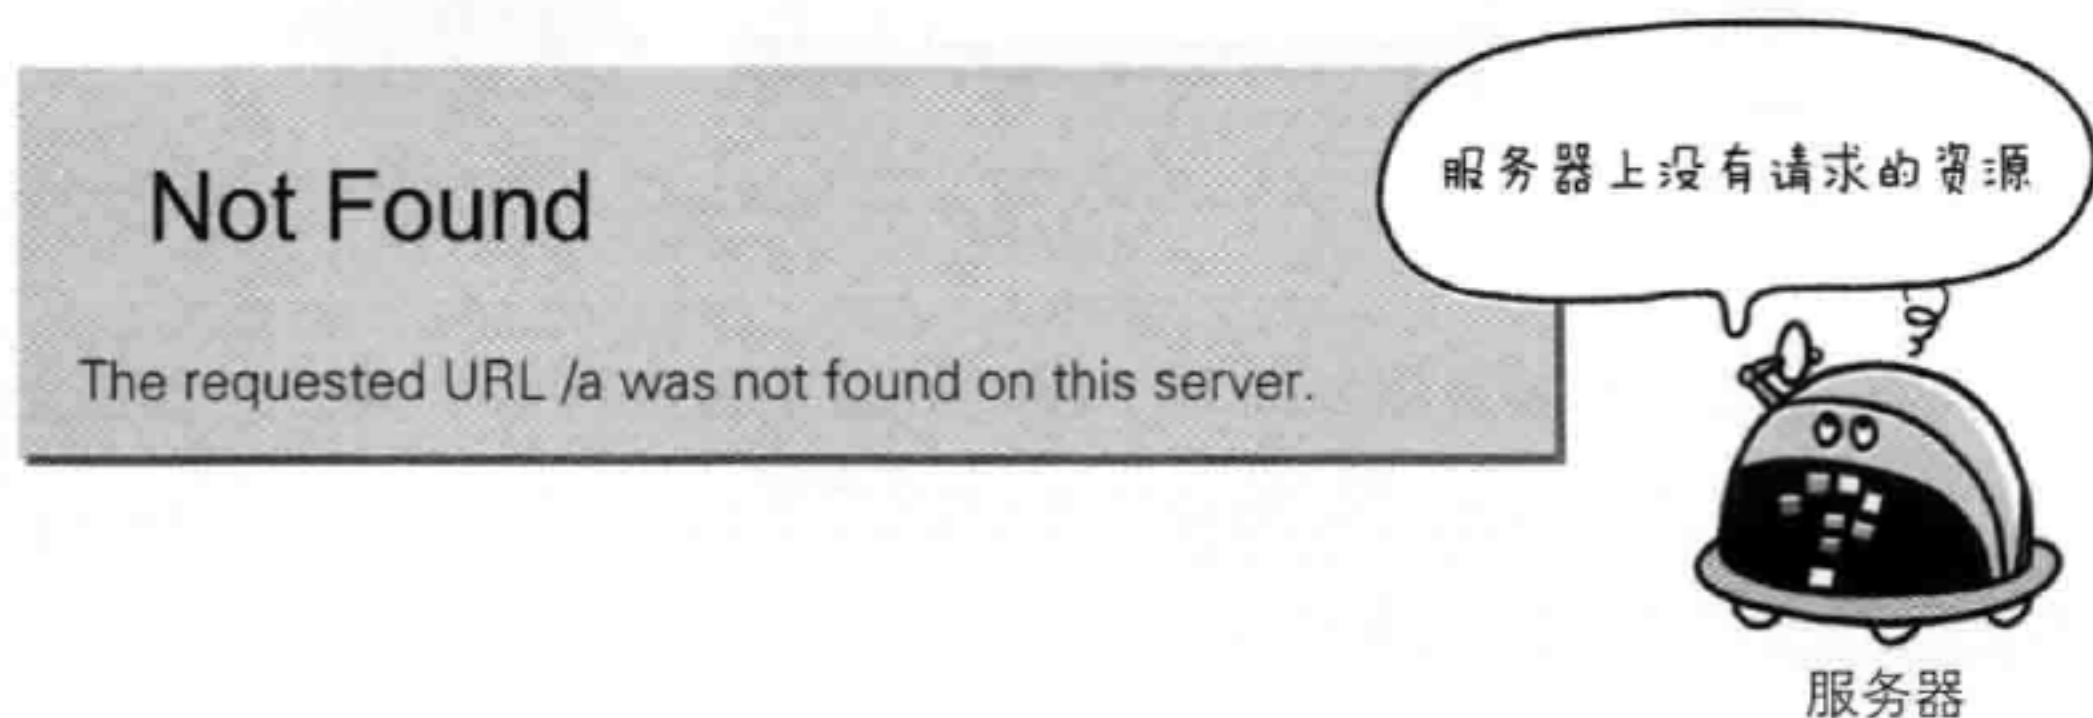 Not Found
The requested URL /a was not found on this server.
服务器上没有请求的资源
服务器